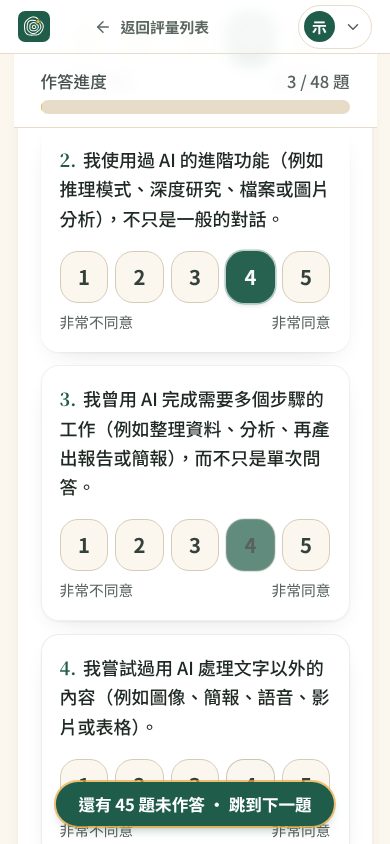 返回評量列表
示
作答進度
3 / 48 題
2. 我使用過 AI 的進階功能（例如
推理模式、深度研究、檔案或圖片
分析），不只是一般的對話。
1 2 3 4 5
非常不同意 非常同意
3. 我曾用 AI 完成需要多個步驟的
工作（例如整理資料、分析、再產
出報告或簡報），而不只是單次問
答。
1 2 3 4 5
非常不同意 非常同意
4. 我嘗試過用 AI 處理文字以外的
內容（例如圖像、簡報、語音、影
片或表格）。
1 2 3 4 5
還有 45 題未作答 · 跳到下一題
非常不同意 非常同意